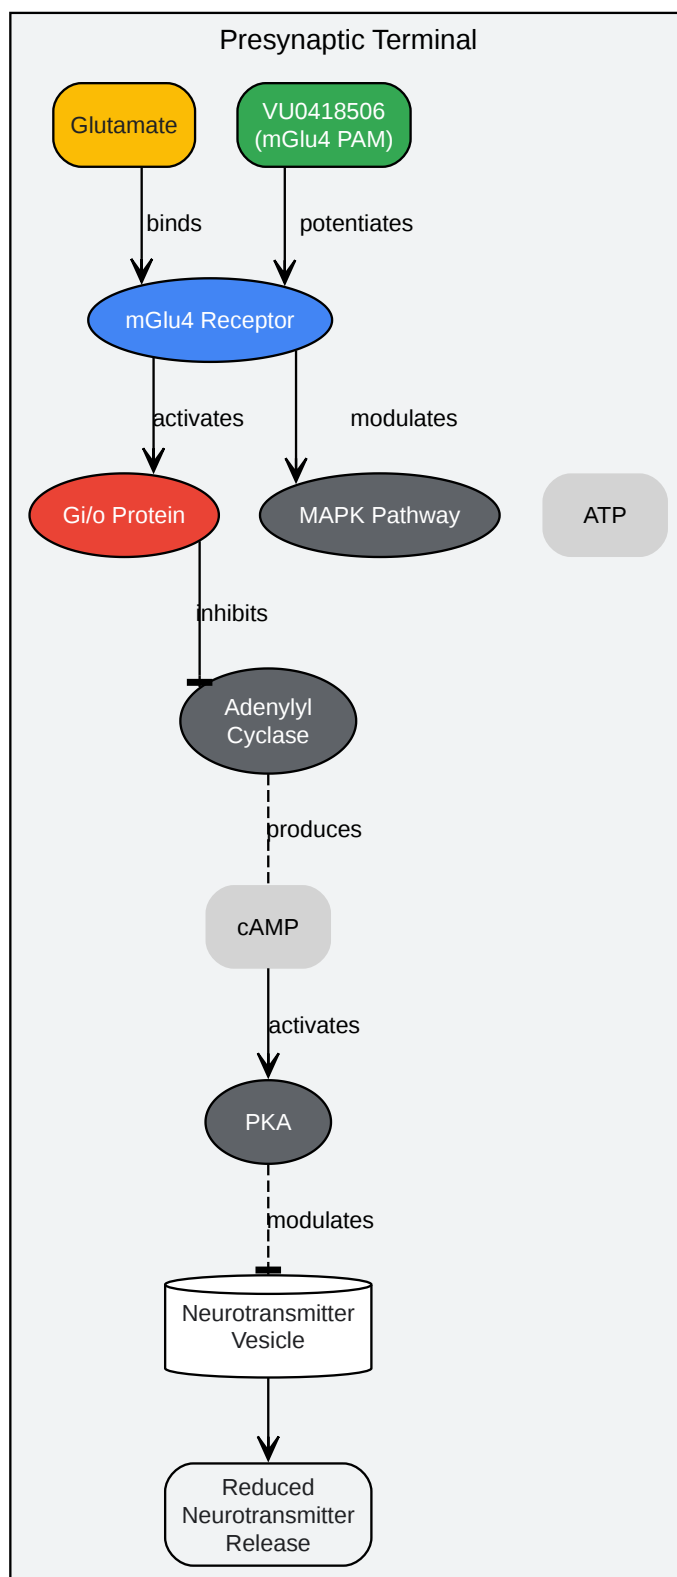 Presynaptic Terminal
Glutamate
VU0418506
(mGlu4 PAM)
binds
potentiates
mGlu4 Receptor
activates
modulates
Gi/o Protein
MAPK Pathway
ATP
inhibits
Adenylyl
Cyclase
produces
cAMP
activates
PKA
modulates
Neurotransmitter
Vesicle
Reduced
Neurotransmitter
Release